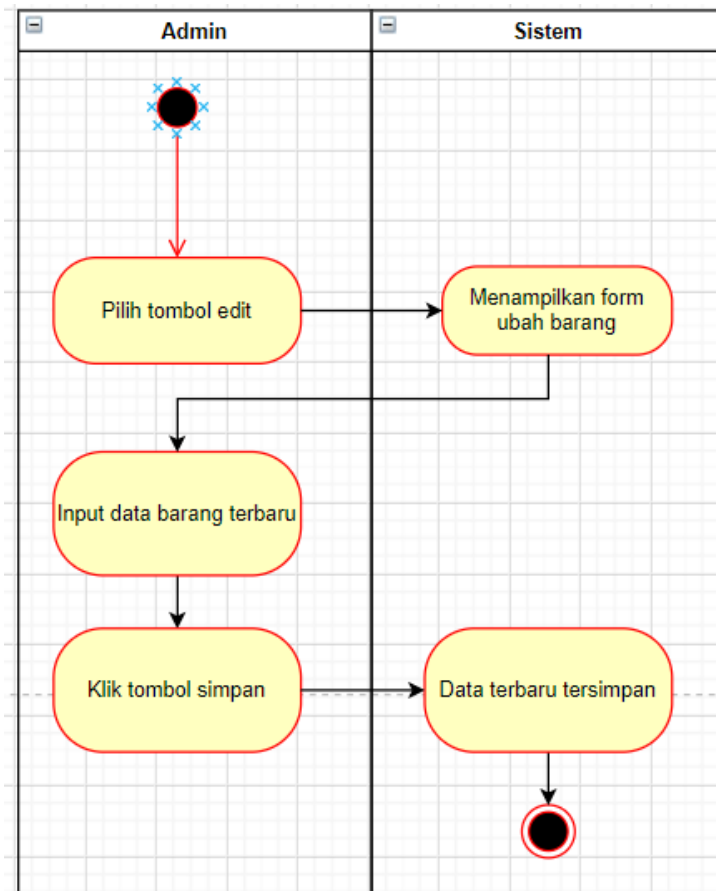 Admin
Sistem
Pilih tombol edit
Menampilkan form
ubah barang
Input data barang terbaru
Klik tombol simpan
Data terbaru tersimpan